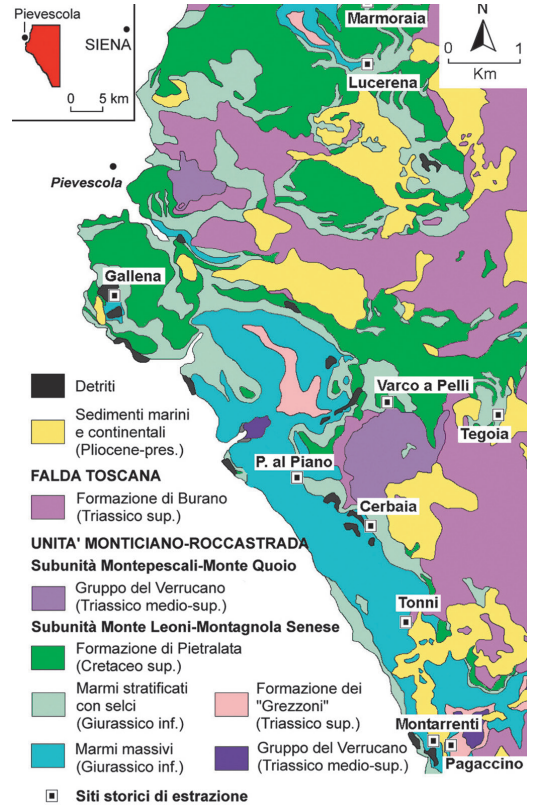 Pievescola
SIENA
0 5 km
N
0 1
Km
Marmoraia
Lucerena
Pievescola
Gallena
Varco a Pelli
Tegoia
P. al Piano
Cerbaia
Tonni
Montarrenti
Pagaccino
Detriti
Sedimenti marini
e continentali
(Pliocene-pres.)
FALDA TOSCANA
Formazione di Burano
(Triassico sup.)
UNITA' MONTICIANO-ROCCASTRADA
Subunità Montepescali-Monte Quoio
Gruppo del Verrucano
(Triassico medio-sup.)
Subunità Monte Leoni-Montagnola Senese
Formazione di Pietralata
(Cretaceo sup.)
Marmi stratificati
con selci
(Giurassico inf.)
Formazione dei
"Grezzoni"
(Triassico sup.)
Marmi massivi
(Giurassico inf.)
Gruppo del Verrucano
(Triassico medio-sup.)
Siti storici di estrazione